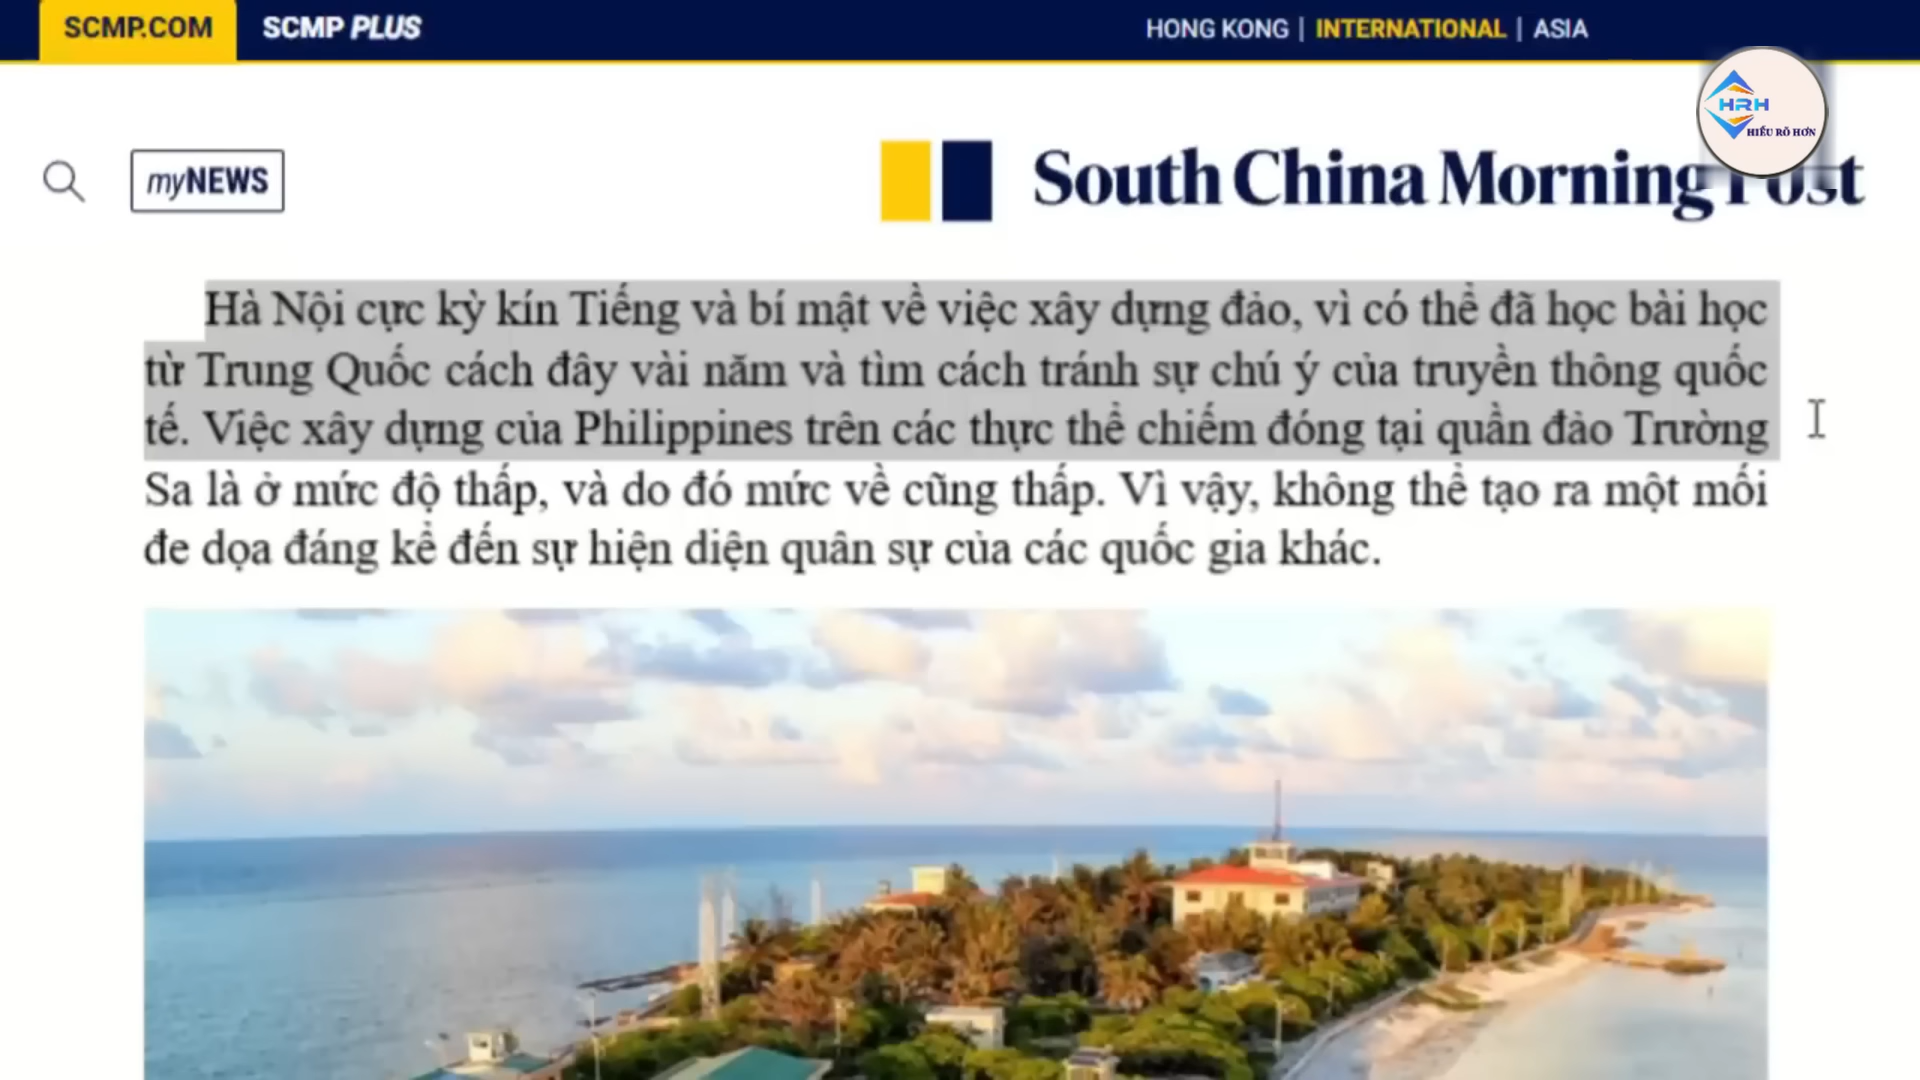 SCMP.COM SCMP PLUS HONG KONG | INTERNATIONAL | ASIA
HRH
HIỂU RÕ HƠN
myNEWS South China Morning Post
Hà Nội cực kỳ kín Tiếng và bí mật về việc xây dựng đảo, vì có thể đã học bài học
từ Trung Quốc cách đây vài năm và tìm cách tránh sự chú ý của truyền thông quốc
tế. Việc xây dựng của Philippines trên các thực thể chiếm đóng tại quần đảo Trường
Sa là ở mức độ thấp, và do đó mức về cũng thấp. Vì vậy, không thể tạo ra một mối
đe dọa đáng kể đến sự hiện diện quân sự của các quốc gia khác.